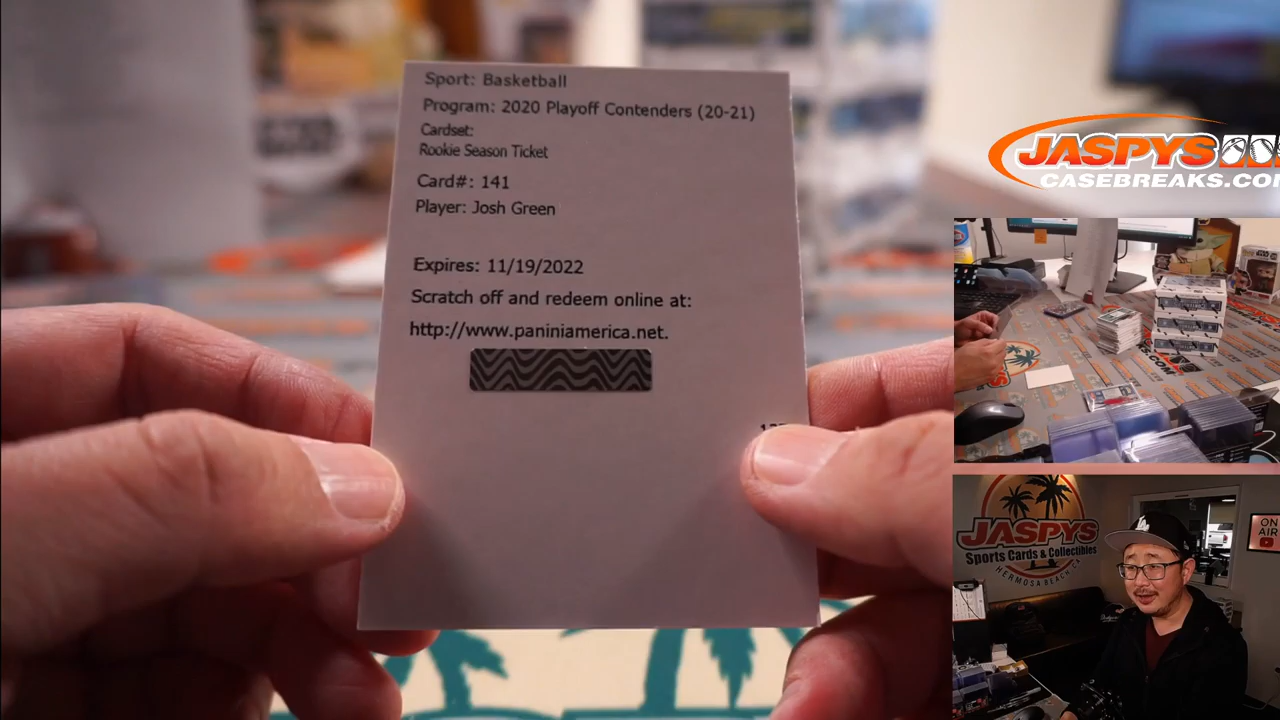 Sport: Basketball
Program: 2020 Playoff Contenders (20-21)
Cardset:
Rookie Season Ticket
Card#: 141
Player: Josh Green
Expires: 11/19/2022
Scratch off and redeem online at:
http://www.paniniamerica.net.
JASPYS
CASEBREAKS.COM
JASPYS
Sports Cards & Collectibles
HERMOSA BEACH, CA
ON
AIR